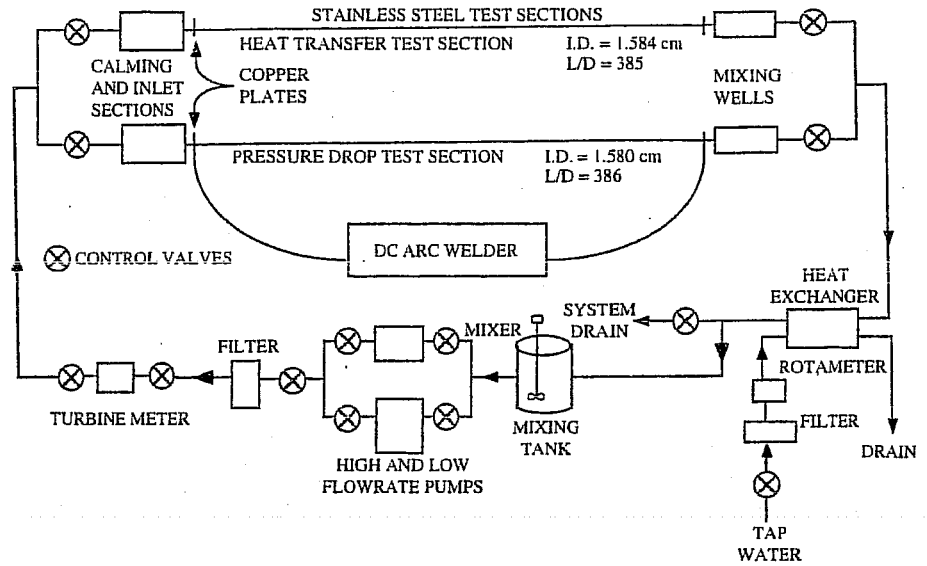 STAINLESS STEEL TEST SECTIONS
HEAT TRANSFER TEST SECTION
I.D. = 1.584 cm
L/D = 385
CALMING
AND INLET
SECTIONS
COPPER
PLATES
MIXING
WELLS
PRESSURE DROP TEST SECTION
I.D. = 1.580 cm
L/D = 386
DC ARC WELDER
CONTROL VALVES
HEAT
EXCHANGER
SYSTEM
DRAIN
MIXER
FILTER
ROTAMETER
TURBINE METER
MIXING
TANK
FILTER
DRAIN
HIGH AND LOW
FLOWRATE PUMPS
TAP
WATER